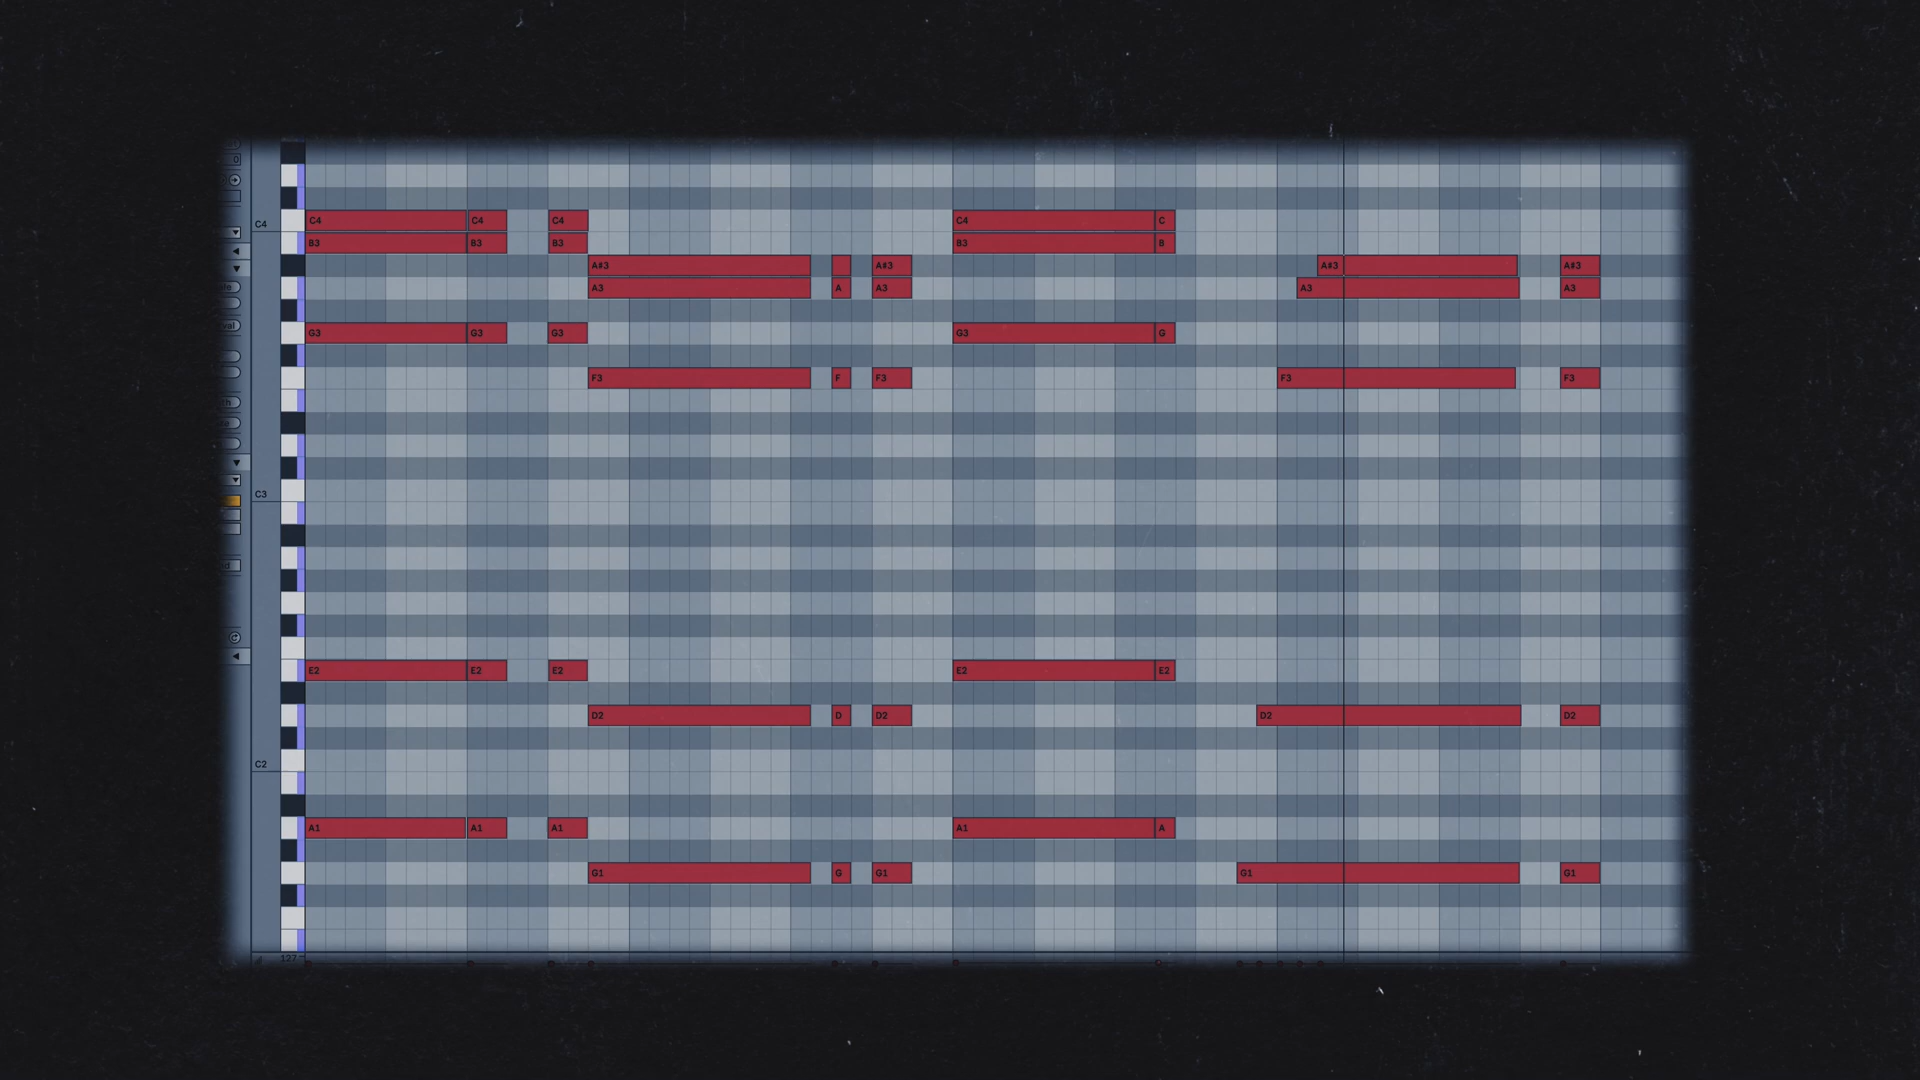 C4
C4 C4 C4 C4 C
B3 B3 B3 B3 B
A#3 A#3 A#3 A#3
A3 A A3 A3 A3
G3 G3 G3 G3 G
F3 F F3 F3 F3
C3
E2 E2 E2 E2 E2
D2 D D2 D2 D2
C2
A1 A1 A1 A1 A
G1 G G1 G1 G1
127